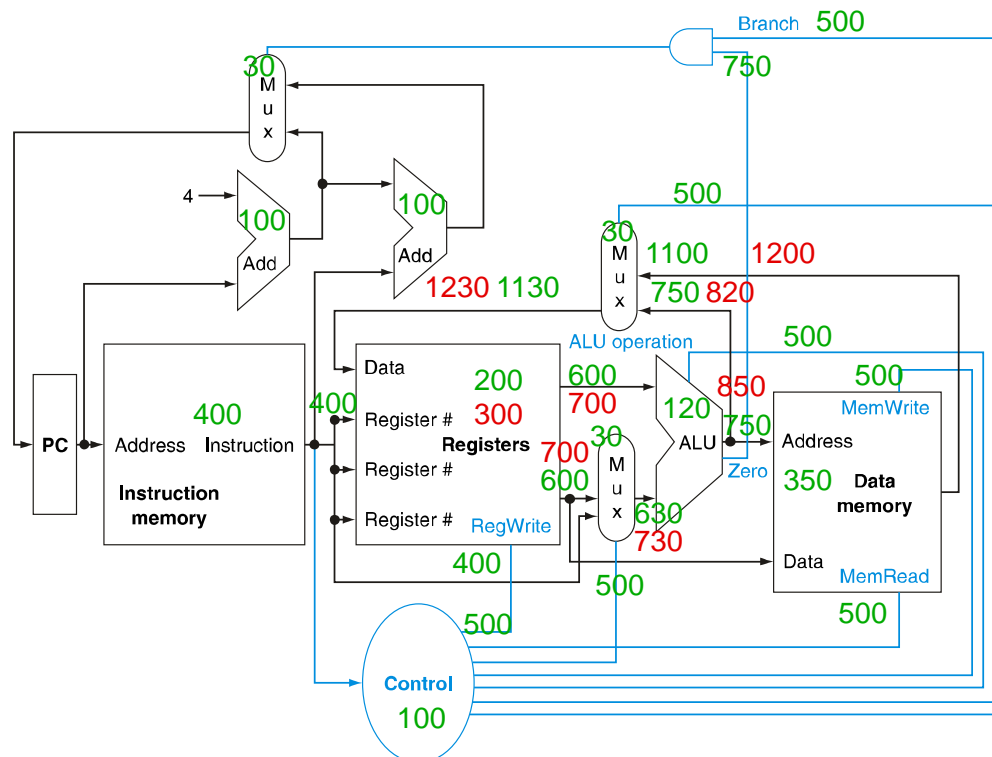 Branch 500
750
30
M
u
x
4
100
Add
100
Add
500
30
M
u
x
1100
1200
750 820
1230 1130
ALU operation
500
Data
200
300
Register #
Registers
Register #
Register #
RegWrite
400
PC
400
Address Instruction
Instruction
memory
400
600
700
700
600
30
M
u
x
630
730
500
120
ALU
850
750
Zero
500
MemWrite
Address
350
Data
memory
Data
MemRead
500
500
Control
100